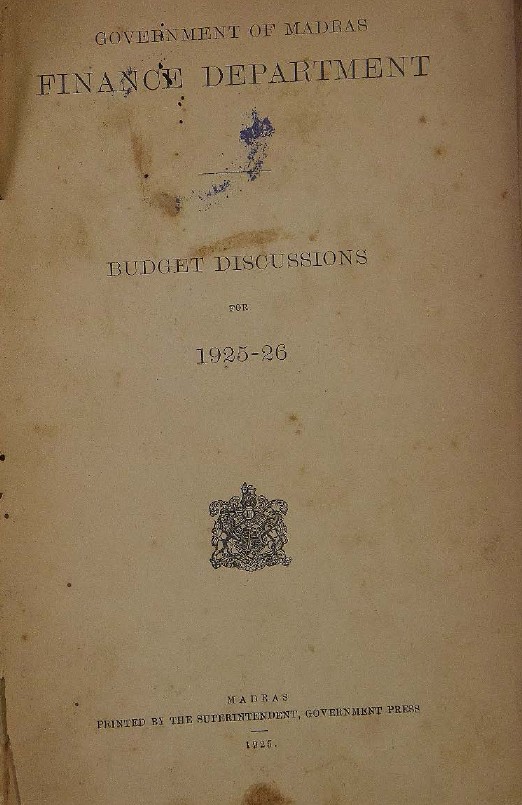 GOVERNMENT OF MADRAS
FINANCE DEPARTMENT
BUDGET DISCUSSIONS
FOR
1925-26
MADRAS
PRINTED BY THE SUPERINTENDENT, GOVERNMENT PRESS
1925.